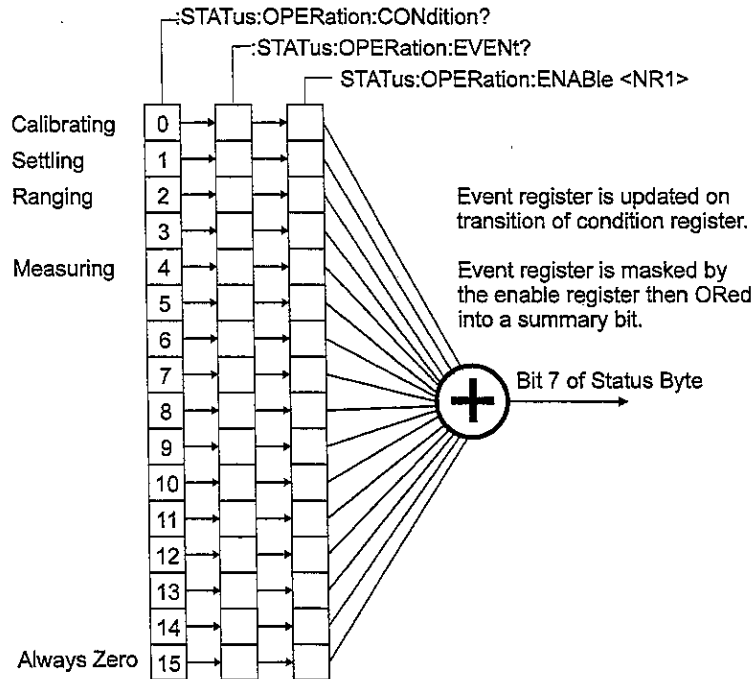 :STATus:OPERation:CONdition?
:STATus:OPERation:EVENt?
STATus:OPERation:ENABle <NR1>
Calibrating 0
Settling 1
Ranging 2
3
Measuring 4
5
6
7
8
9
10
11
12
13
14
Always Zero 15
Event register is updated on
transition of condition register.
Event register is masked by
the enable register then ORed
into a summary bit.
Bit 7 of Status Byte